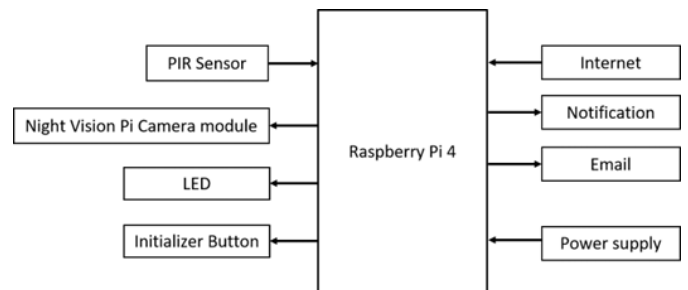 PIR Sensor
Night Vision Pi Camera module
LED
Initializer Button
Raspberry Pi 4
Internet
Notification
Email
Power supply